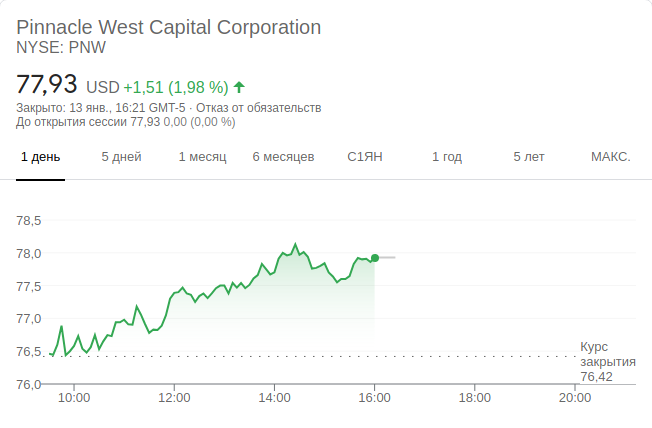 Pinnacle West Capital Corporation
NYSE: PNW
77,93 USD +1,51 (1,98 %)
Закрыто: 13 янв., 16:21 GMT-5 · Отказ от обязательств
До открытия сессии 77,93 0,00 (0,00 %)
1 день 5 дней 1 месяц 6 месяцев С1ЯН 1 год 5 лет МАКС.
78,5
78,0
77,5
77,0
76,5
76,0
Курс
закрытия
76,42
10:00 12:00 14:00 16:00 18:00 20:00